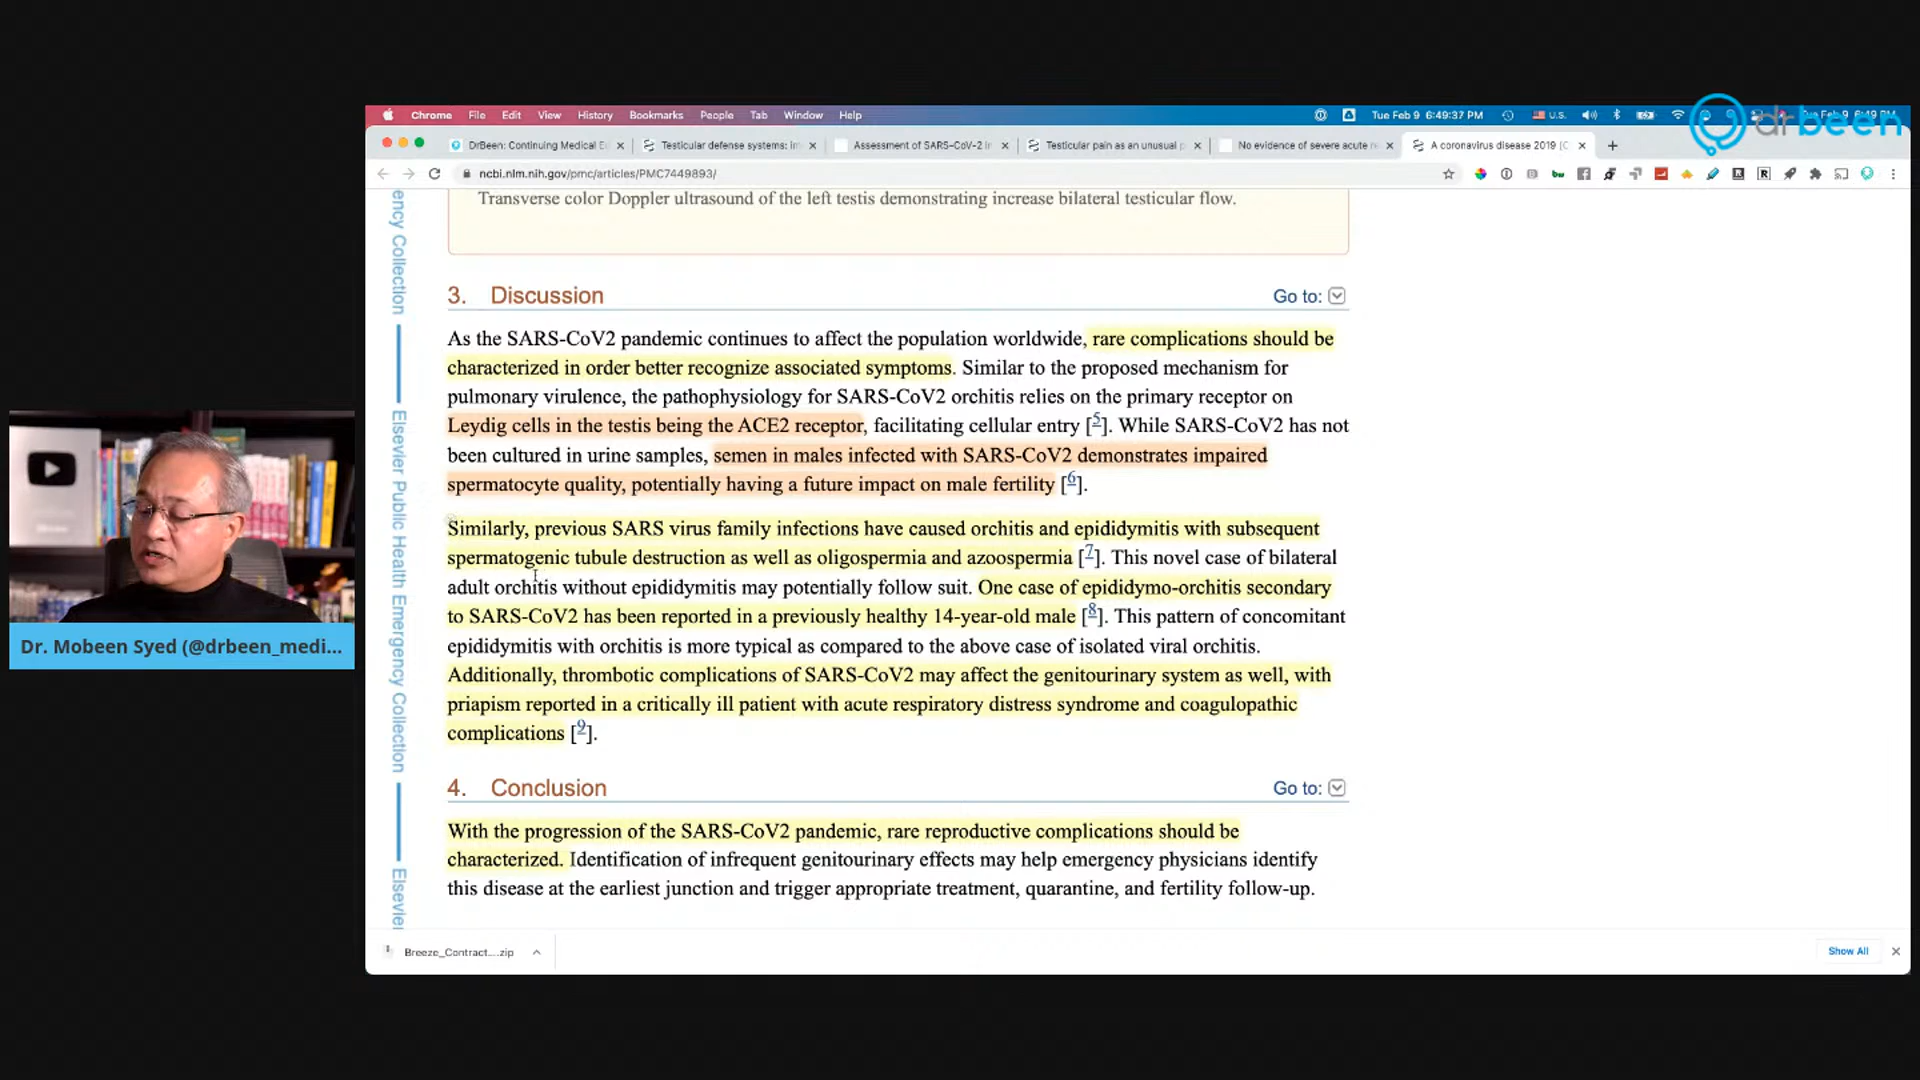 Chrome File Edit View History Bookmarks People Tab Window Help U.S. Tue Feb 9 6:49:37 PM
drbeen
DrBeen: Continuing Medical E
Testicular defense systems: in
Assessment of SARS-CoV-2 i
Testicular pain as an unusual p
No evidence of severe acute r
A coronavirus disease 2019 (C
ncbi.nlm.nih.gov/pmc/articles/PMC7449893/
ency Collection
Elsevier Public Health Emergency Collection
Elsevier
Transverse color Doppler ultrasound of the left testis demonstrating increase bilateral testicular flow.
3. Discussion Go to:
As the SARS-CoV2 pandemic continues to affect the population worldwide, rare complications should be
characterized in order better recognize associated symptoms. Similar to the proposed mechanism for
pulmonary virulence, the pathophysiology for SARS-CoV2 orchitis relies on the primary receptor on
Leydig cells in the testis being the ACE2 receptor, facilitating cellular entry [5]. While SARS-CoV2 has not
been cultured in urine samples, semen in males infected with SARS-CoV2 demonstrates impaired
spermatocyte quality, potentially having a future impact on male fertility [6].
Similarly, previous SARS virus family infections have caused orchitis and epididymitis with subsequent
spermatogenic tubule destruction as well as oligospermia and azoospermia [7]. This novel case of bilateral
adult orchitis without epididymitis may potentially follow suit. One case of epididymo-orchitis secondary
to SARS-CoV2 has been reported in a previously healthy 14-year-old male [8]. This pattern of concomitant
epididymitis with orchitis is more typical as compared to the above case of isolated viral orchitis.
Additionally, thrombotic complications of SARS-CoV2 may affect the genitourinary system as well, with
priapism reported in a critically ill patient with acute respiratory distress syndrome and coagulopathic
complications [9].
4. Conclusion Go to:
With the progression of the SARS-CoV2 pandemic, rare reproductive complications should be
characterized. Identification of infrequent genitourinary effects may help emergency physicians identify
this disease at the earliest junction and trigger appropriate treatment, quarantine, and fertility follow-up.
Dr. Mobeen Syed (@drbeen_medi...
Breeze_Contract....zip
Show All